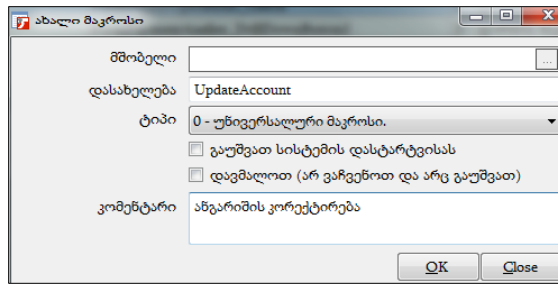 ახალი მაკროსი
მშობელი
...
დასახელება UpdateAccount
ტიპი 0 - უნივერსალური მაკროსი.
გაუშვათ სისტემის დასტარტვისას
დავმალოთ (არ ვაჩვენოთ და არც გაუშვათ)
კომენტარი ანგარიშის კორექტირება
OK Close